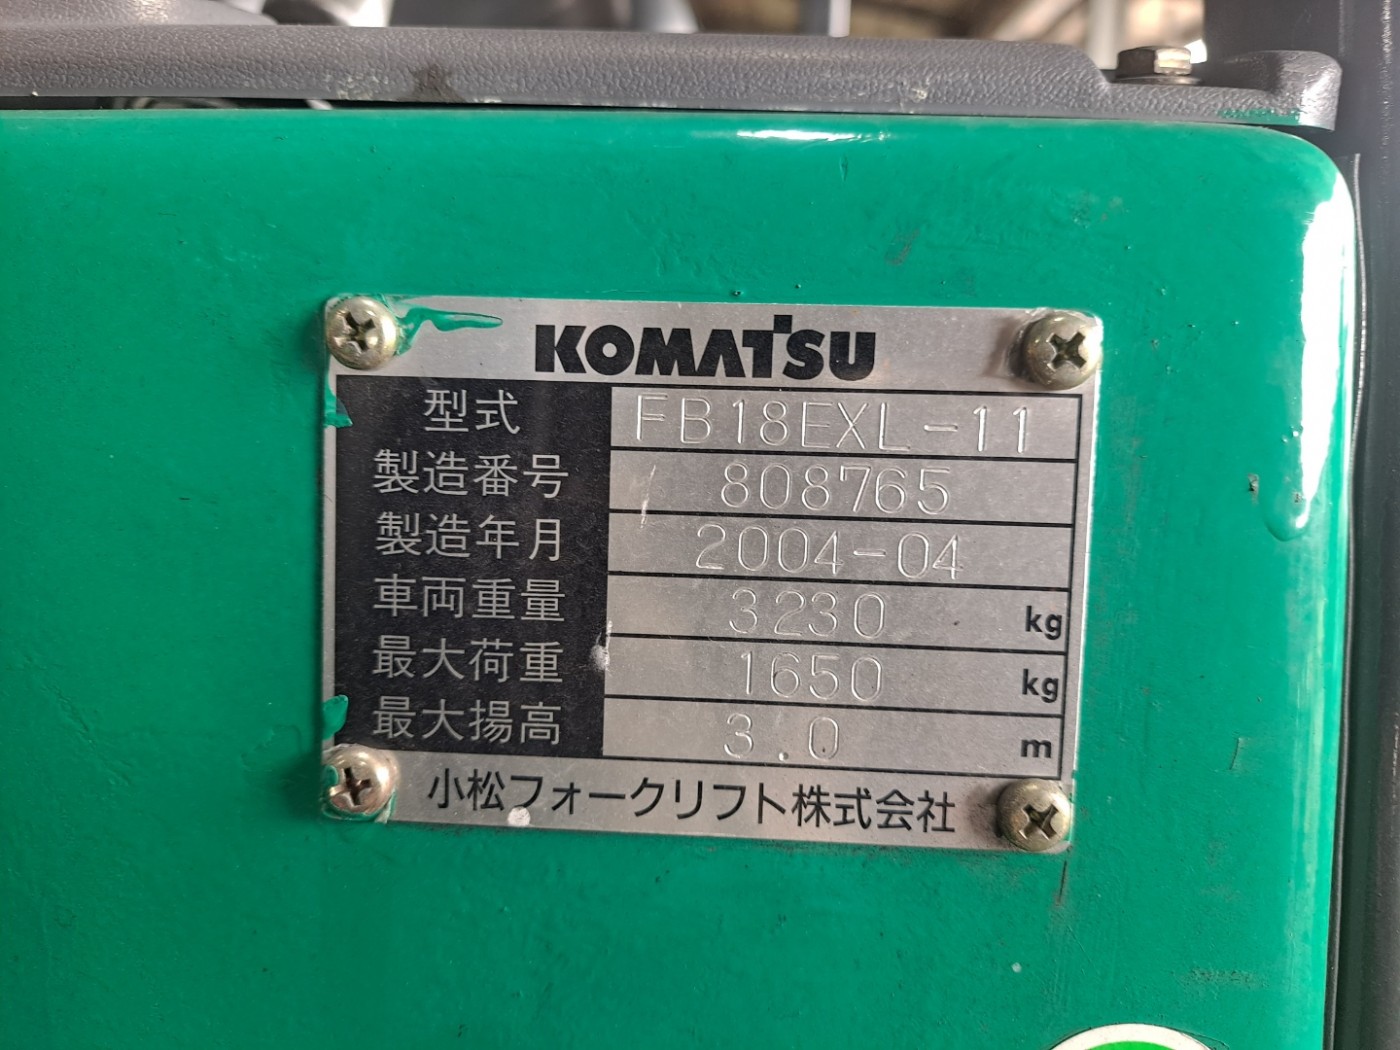 KOMATSU
型式 FB18EXL-11
製造番号 808765
製造年月 2004-04
車両重量 3230 kg
最大荷重 1650 kg
最大揚高 3.0 m
小松フォークリフト株式会社